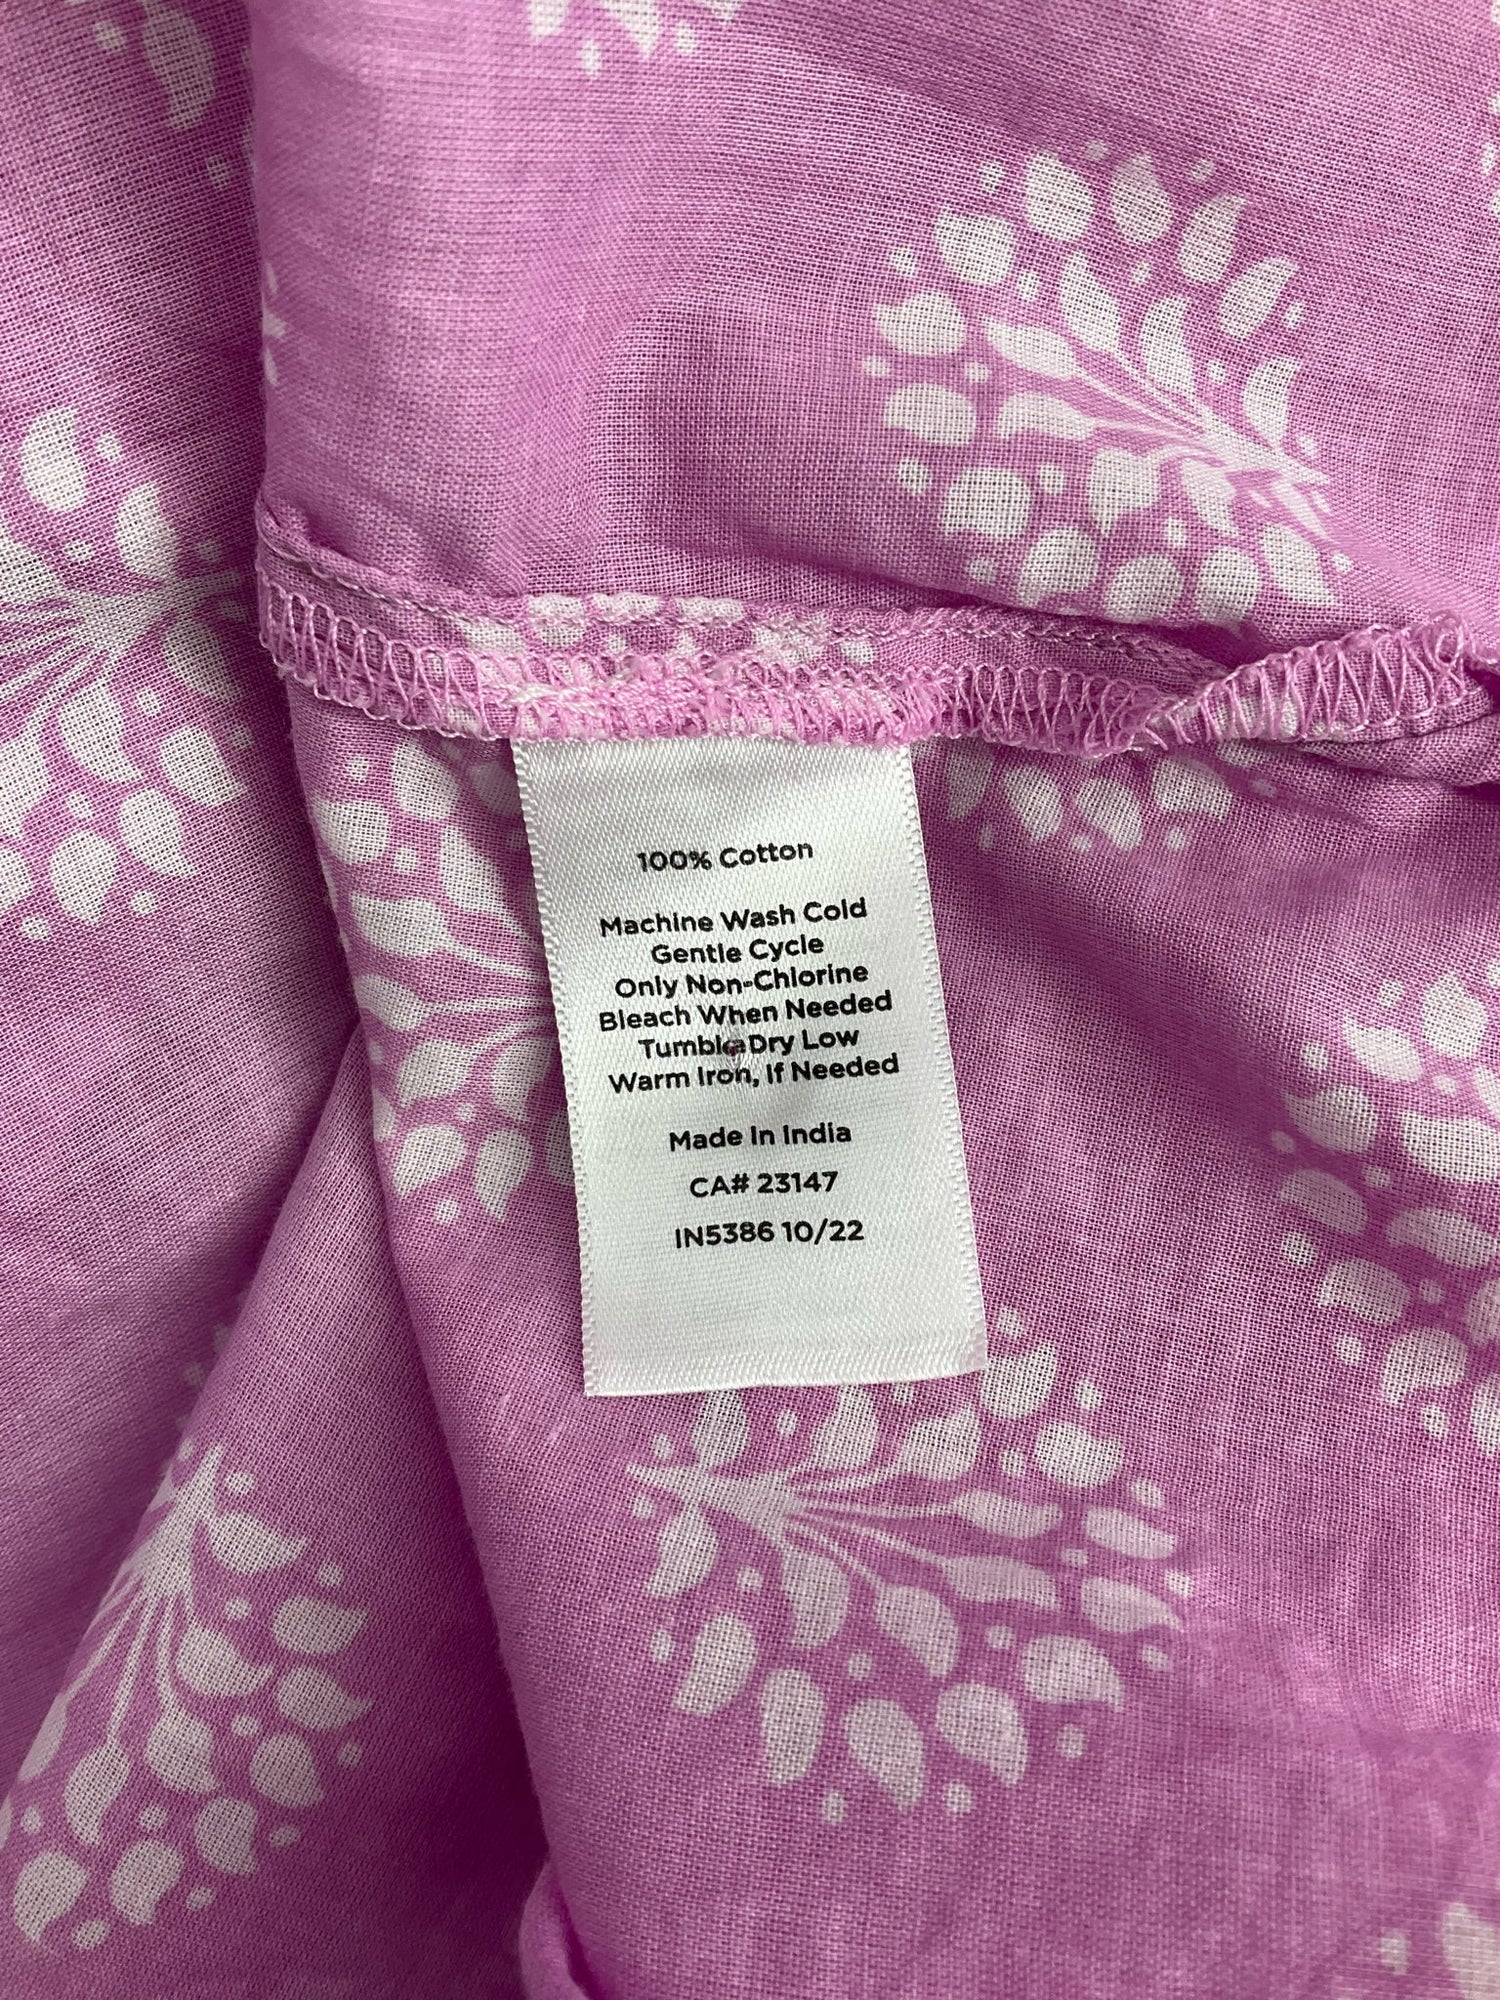 100% Cotton
Machine Wash Cold
Gentle Cycle
Only Non-Chlorine
Bleach When Needed
Tumble Dry Low
Warm Iron, If Needed
Made In India
CA# 23147
IN5386 10/22